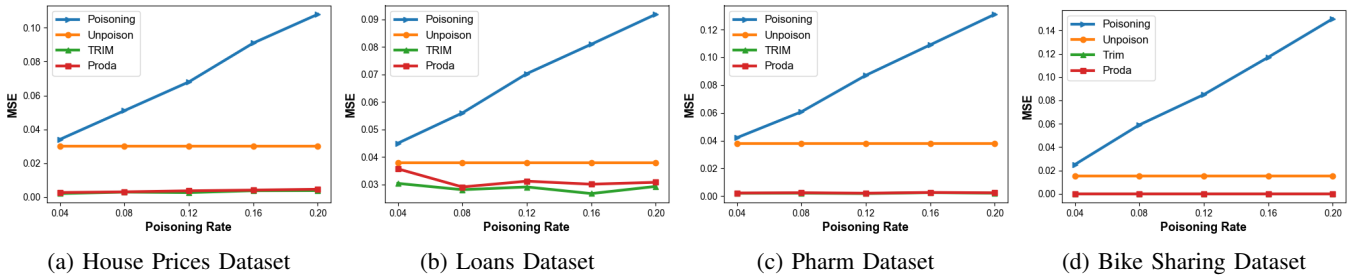 Poisoning
Unpoison
TRIM
Proda
MSE
0.10
0.08
0.06
0.04
0.02
0.00
0.04 0.08 0.12 0.16 0.20
Poisoning Rate
(a) House Prices Dataset
Poisoning
Unpoison
TRIM
Proda
MSE
0.09
0.08
0.07
0.06
0.05
0.04
0.03
0.04 0.08 0.12 0.16 0.20
Poisoning Rate
(b) Loans Dataset
Poisoning
Unpoison
TRIM
Proda
MSE
0.12
0.10
0.08
0.06
0.04
0.02
0.00
0.04 0.08 0.12 0.16 0.20
Poisoning Rate
(c) Pharm Dataset
Poisoning
Unpoison
Trim
Proda
MSE
0.14
0.12
0.10
0.08
0.06
0.04
0.02
0.00
0.04 0.08 0.12 0.16 0.20
Poisoning Rate
(d) Bike Sharing Dataset